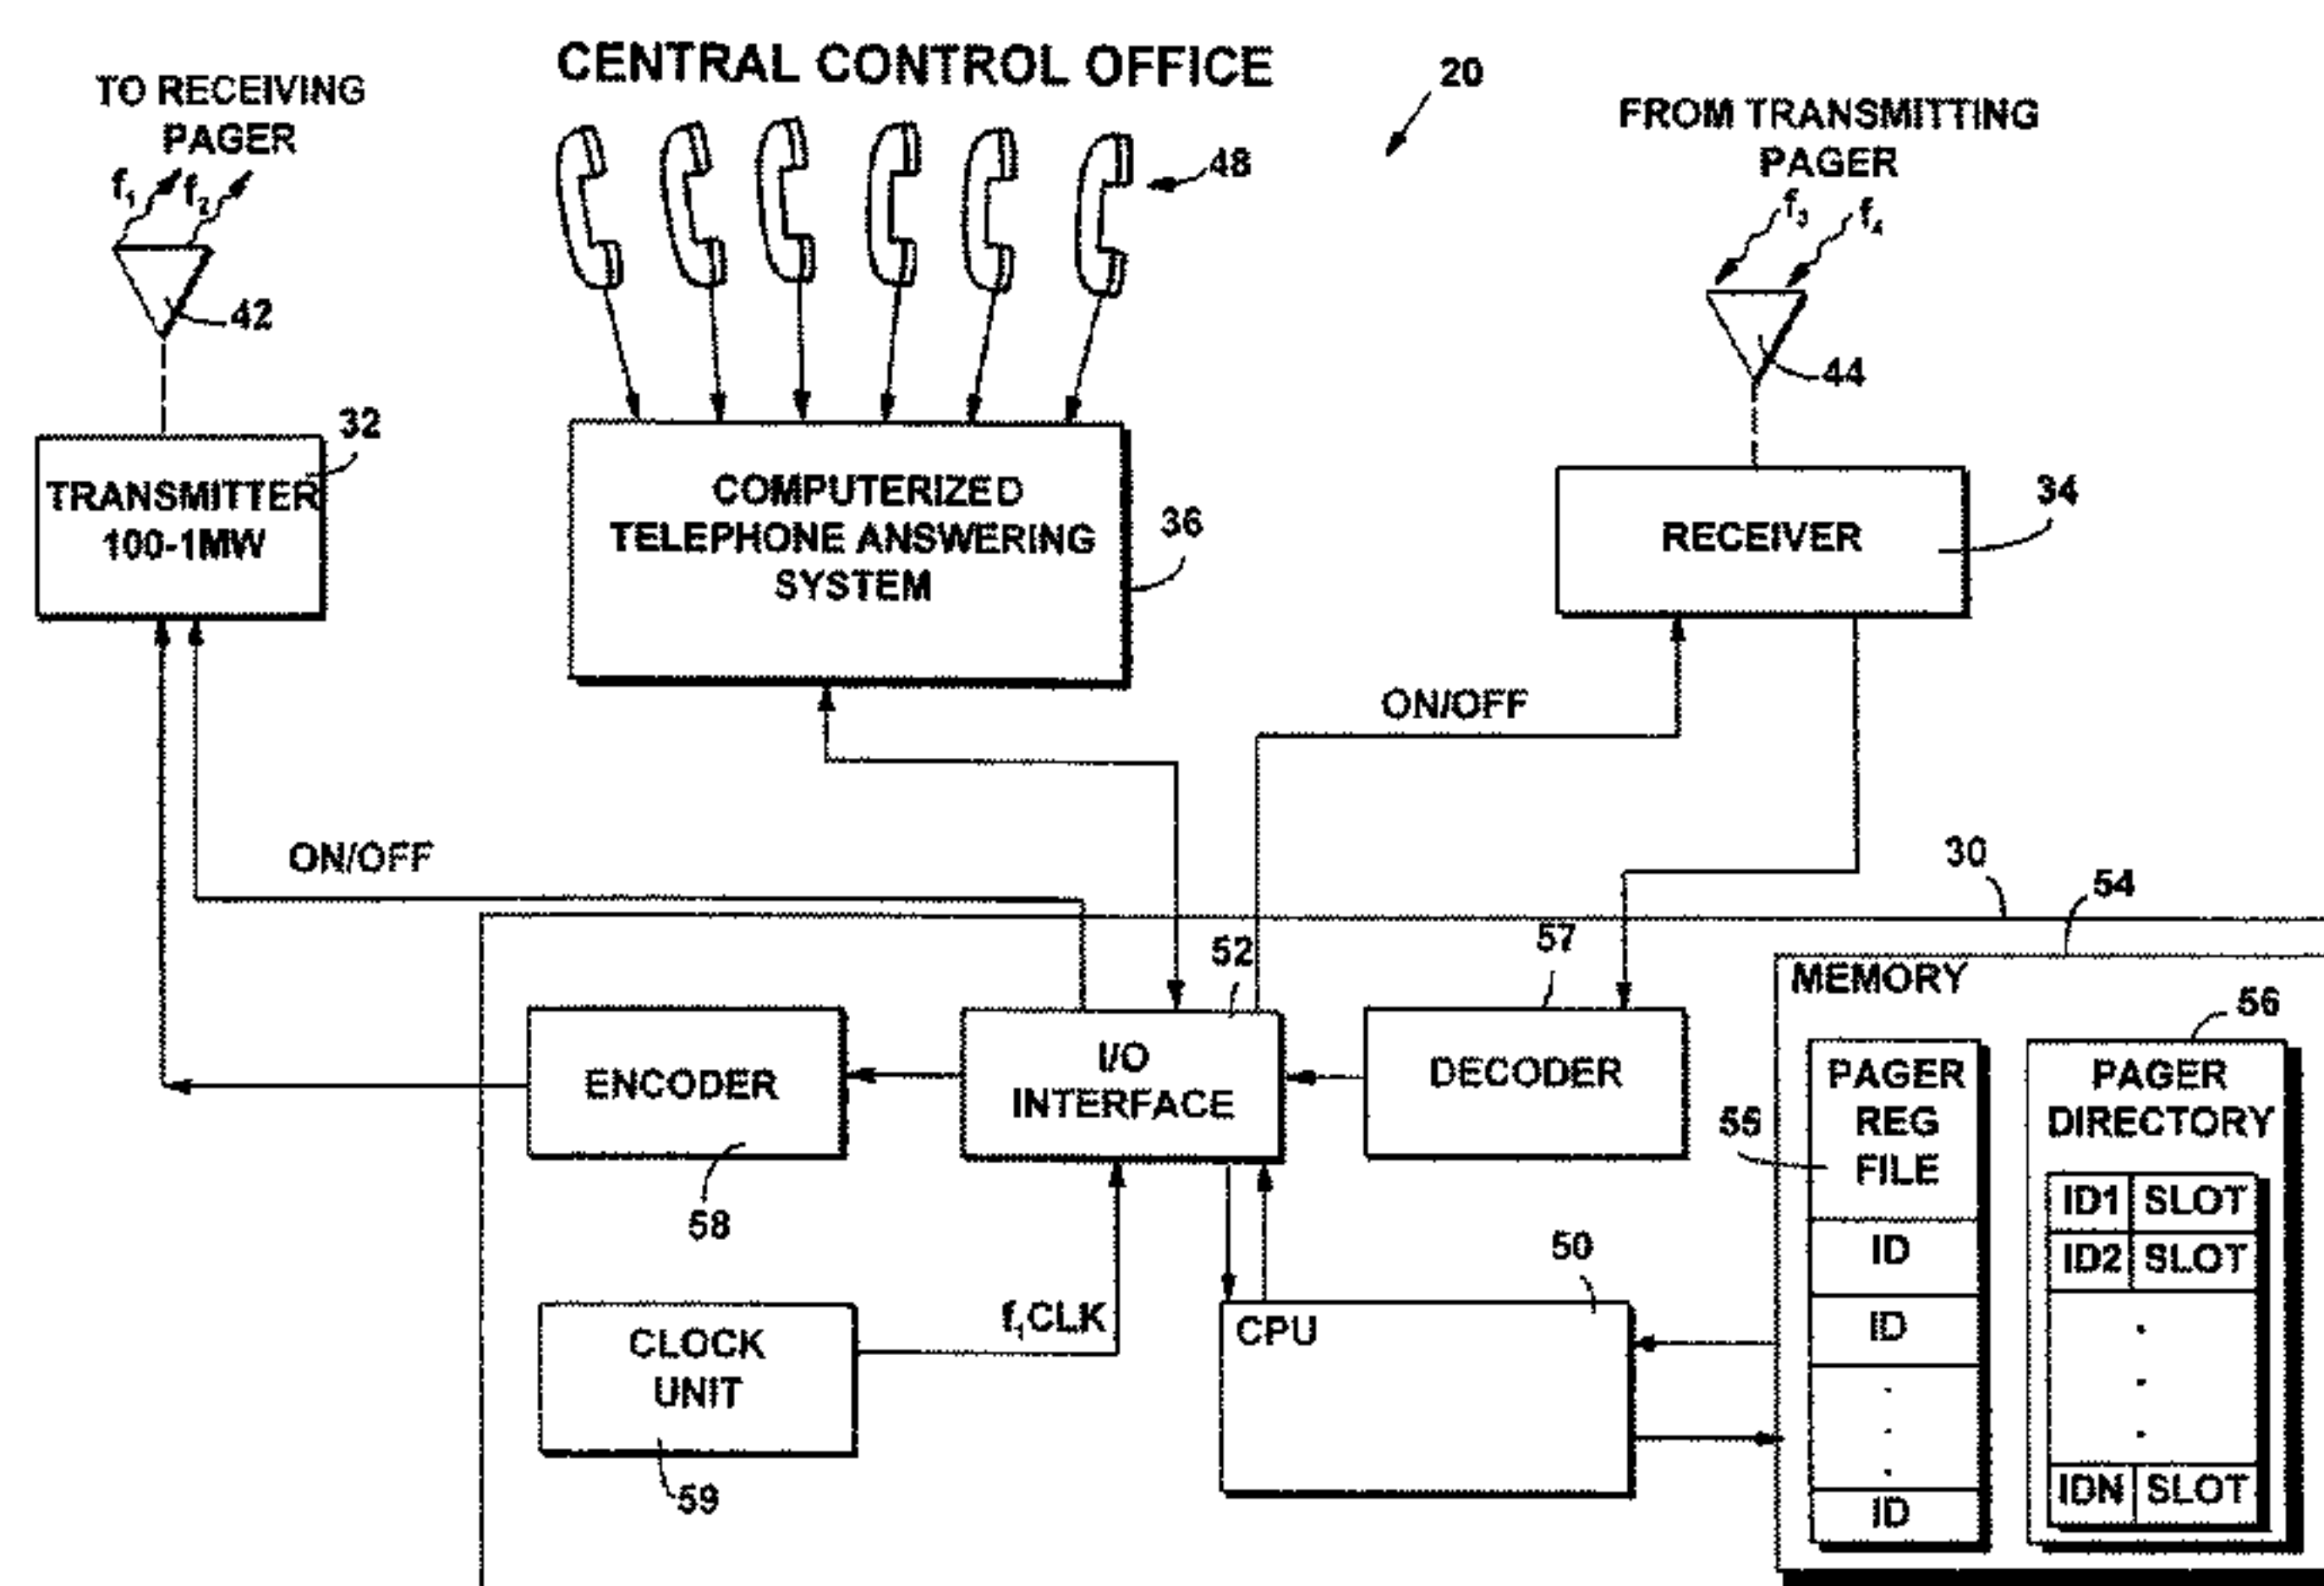 CENTRAL CONTROL OFFICE
20
TO RECEIVING
PAGER
f1
f2
42
48
FROM TRANSMITTING
PAGER
f3
f4
44
32
TRANSMITTER
100-1MW
COMPUTERIZED
TELEPHONE ANSWERING
SYSTEM
36
34
RECEIVER
ON/OFF
ON/OFF
30
54
52
57
MEMORY
56
ENCODER
58
I/O
INTERFACE
DECODER
55
PAGER
REG
FILE
ID
ID
.
.
.
ID
PAGER
DIRECTORY
ID1 SLOT
ID2 SLOT
.
.
.
IDN SLOT
CLOCK
UNIT
59
f1CLK
50
CPU